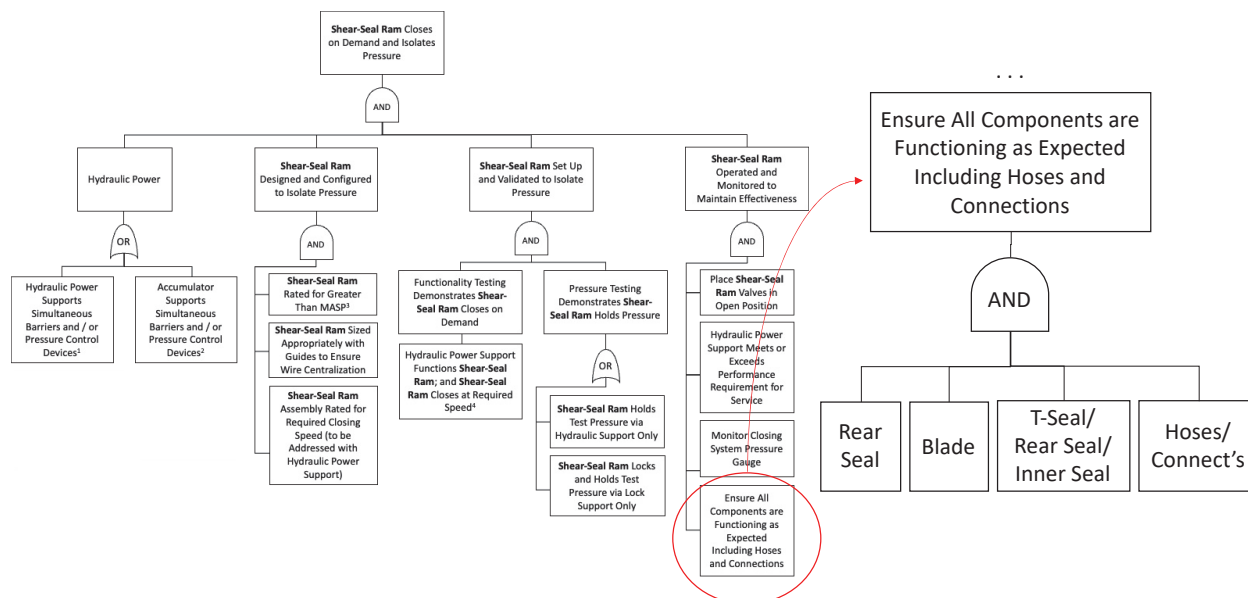 Shear-Seal Ram Closes
on Demand and Isolates
Pressure
AND
Hydraulic Power
Shear-Seal Ram
Designed and Configured
to Isolate Pressure
Shear-Seal Ram Set Up
and Validated to Isolate
Pressure
Shear-Seal Ram
Operated and
Monitored to
Maintain Effectiveness
OR
AND
AND
AND
Hydraulic Power
Supports
Simultaneous
Barriers and / or
Pressure Control
Devices¹
Accumulator
Supports
Simultaneous
Barriers and / or
Pressure Control
Devices²
Shear-Seal Ram
Rated for Greater
Than MASP³
Shear-Seal Ram Sized
Appropriately with
Guides to Ensure
Wire Centralization
Shear-Seal Ram
Assembly Rated for
Required Closing
Speed (to be
Addressed with
Hydraulic Power
Support)
Functionality Testing
Demonstrates Shear-
Seal Ram Closes on
Demand
Hydraulic Power Support
Functions Shear-Seal
Ram; and Shear-Seal
Ram Closes at Required
Speed⁴
Pressure Testing
Demonstrates Shear-
Seal Ram Holds Pressure
OR
Shear-Seal Ram Holds
Test Pressure via
Hydraulic Support Only
Shear-Seal Ram Locks
and Holds Test
Pressure via Lock
Support Only
Place Shear-Seal
Ram Valves in
Open Position
Hydraulic Power
Support Meets or
Exceeds
Performance
Requirement for
Service
Monitor Closing
System Pressure
Gauge
Ensure All
Components are
Functioning as
Expected
Including Hoses
and Connections
. . .
Ensure All Components are
Functioning as Expected
Including Hoses and
Connections
AND
Rear
Seal
Blade
T-Seal/
Rear Seal/
Inner Seal
Hoses/
Connect's